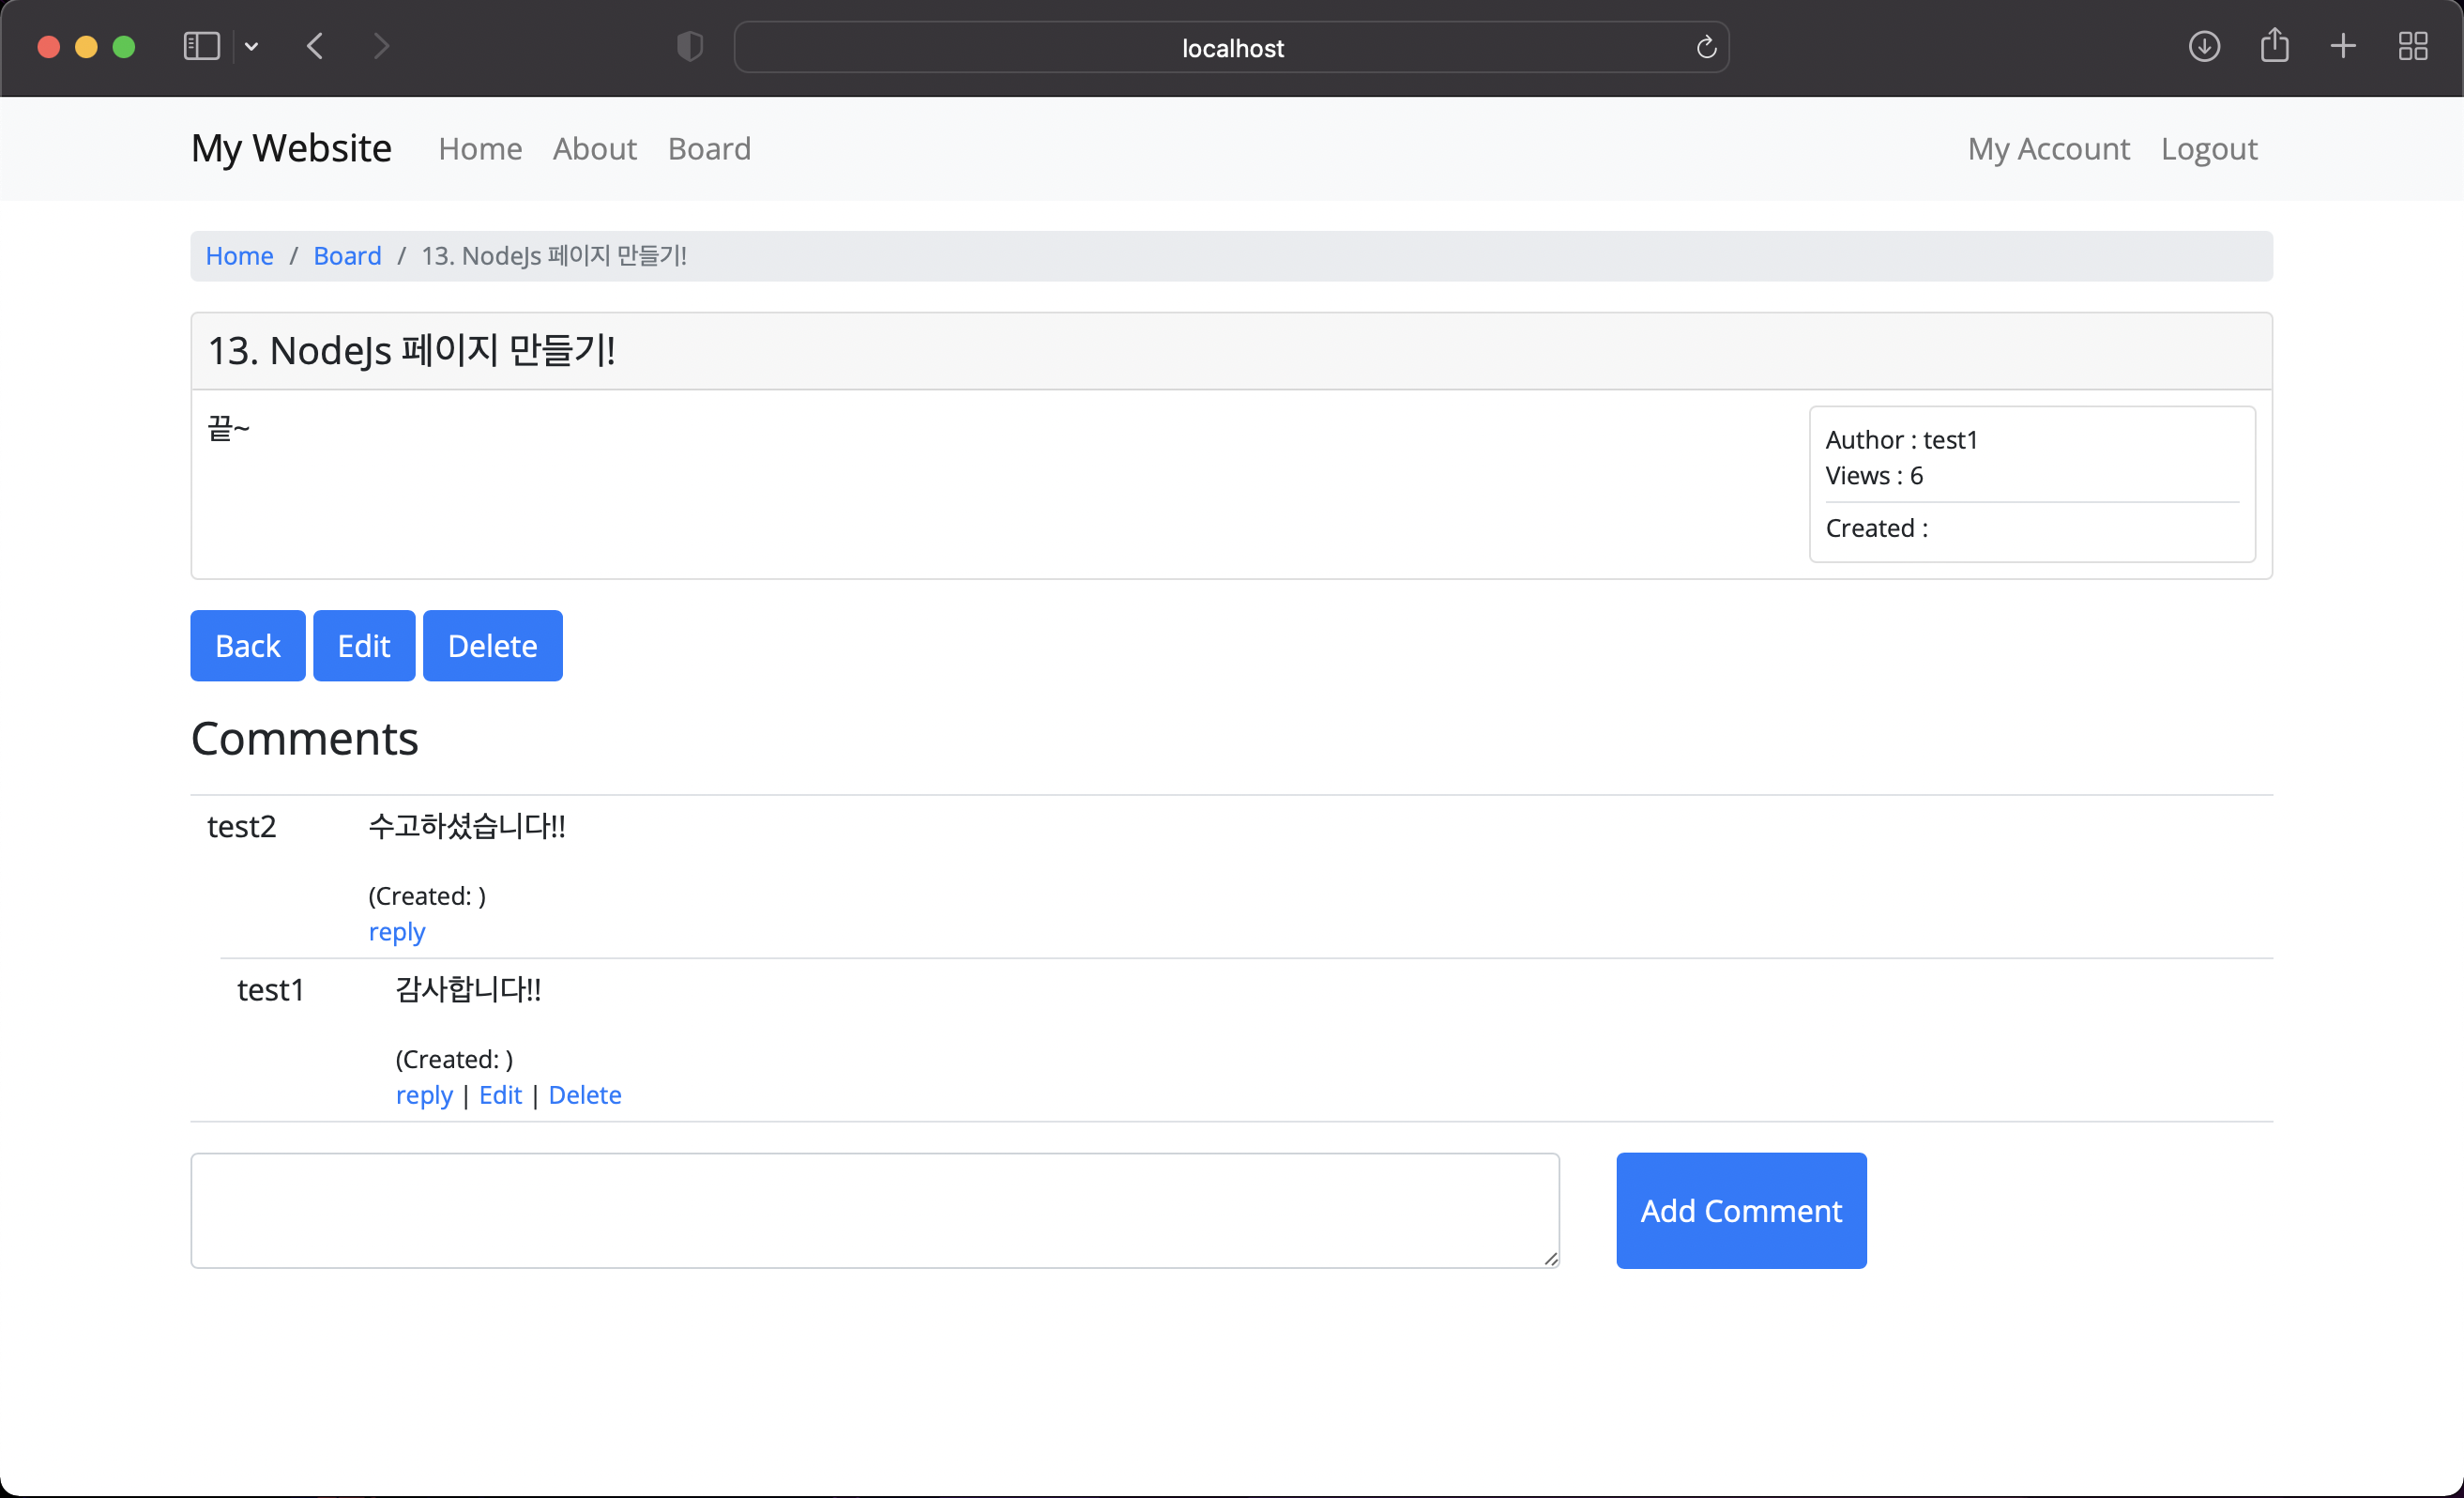 localhost
My Website Home About Board My Account Logout
Home / Board / 13. NodeJs 페이지 만들기!
13. NodeJs 페이지 만들기!
끝~
Author : test1
Views : 6
Created :
Back Edit Delete
Comments
test2 수고하셨습니다!!
(Created: )
reply
test1 감사합니다!!
(Created: )
reply | Edit | Delete
Add Comment